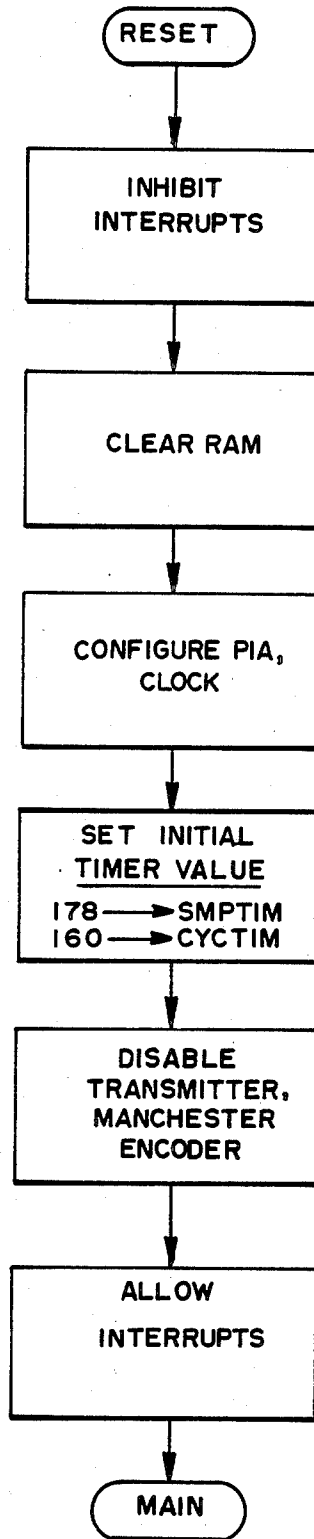 RESET
INHIBIT
INTERRUPTS
CLEAR RAM
CONFIGURE PIA,
CLOCK
SET INITIAL
TIMER VALUE
178 → SMPTIM
160 → CYCTIM
DISABLE
TRANSMITTER,
MANCHESTER
ENCODER
ALLOW
INTERRUPTS
MAIN